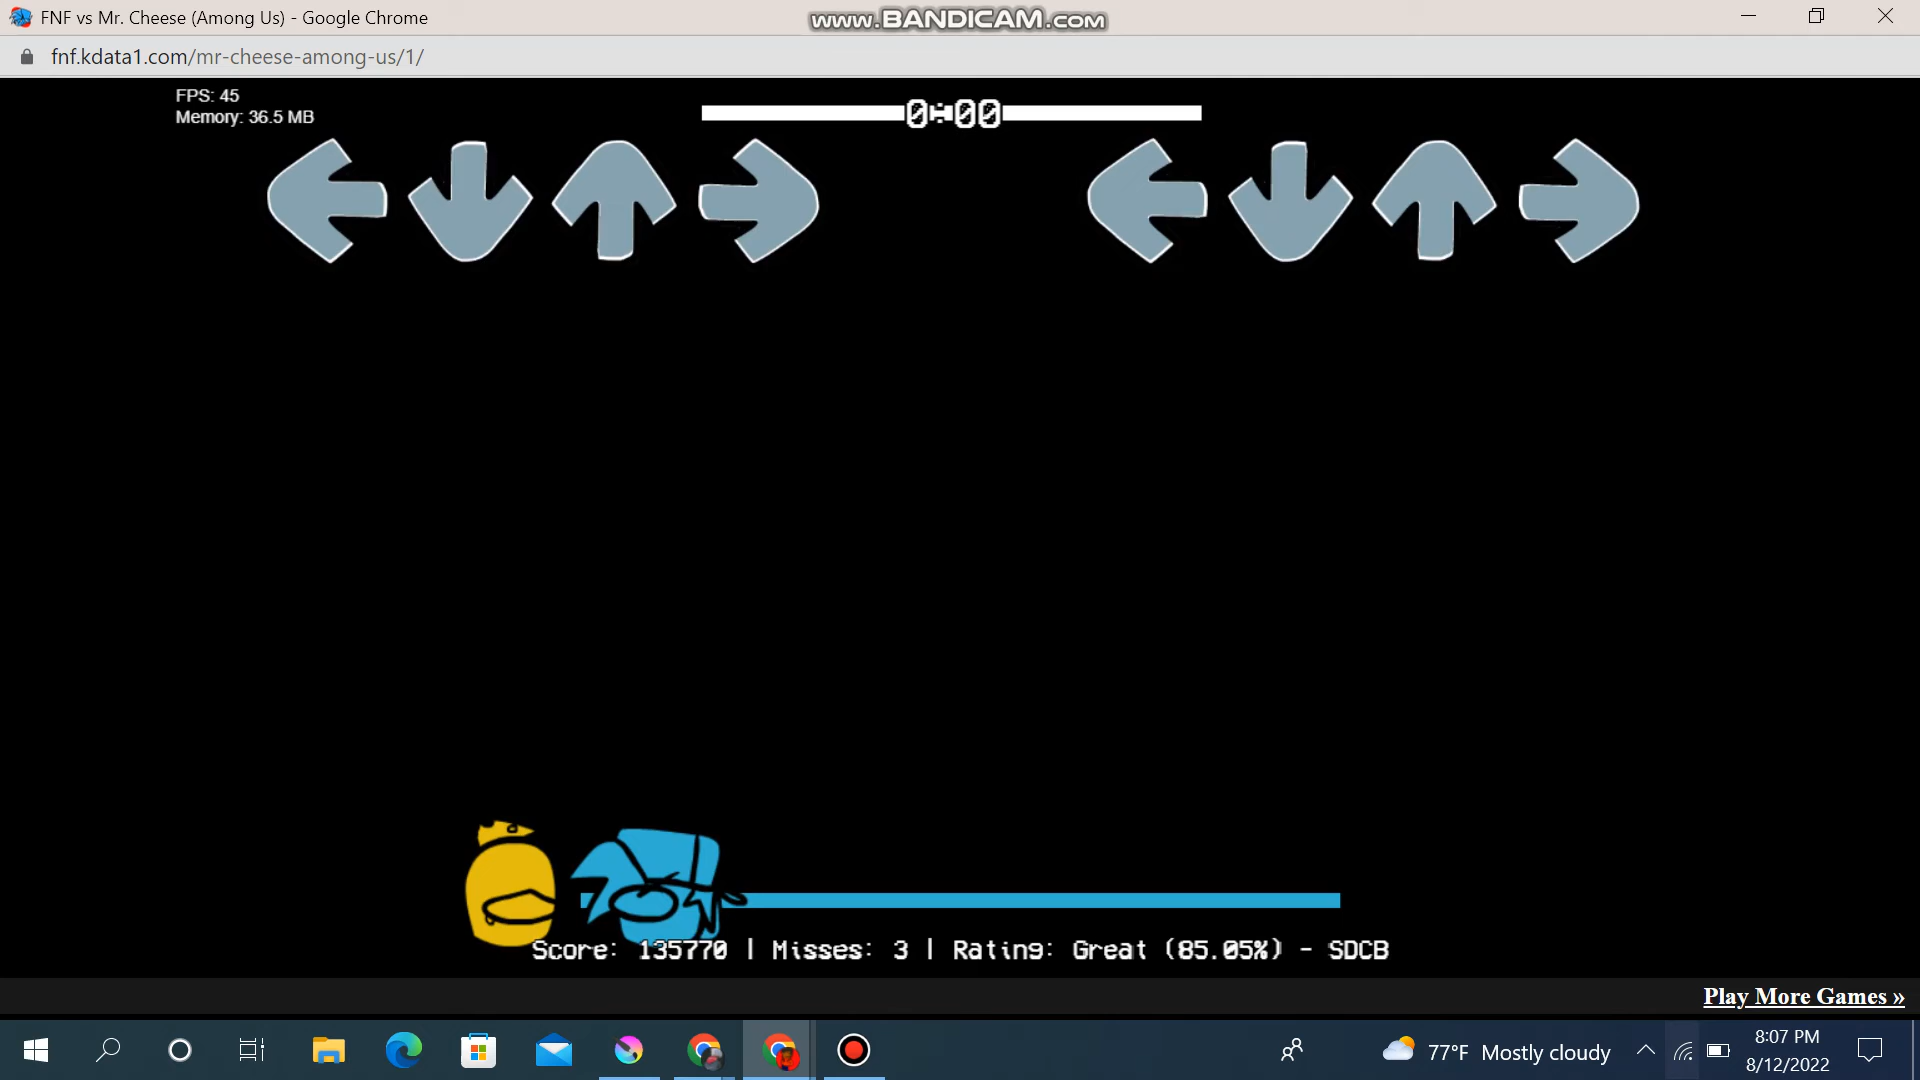 FNF vs Mr. Cheese (Among Us) - Google Chrome
www.BANDICAM.com
fnf.kdata1.com/mr-cheese-among-us/1/
FPS: 45
Memory: 36.5 MB
0:00
Score: 135770 | Misses: 3 | Rating: Great (85.05%) - SDCB
Play More Games »
77°F Mostly cloudy
8:07 PM
8/12/2022